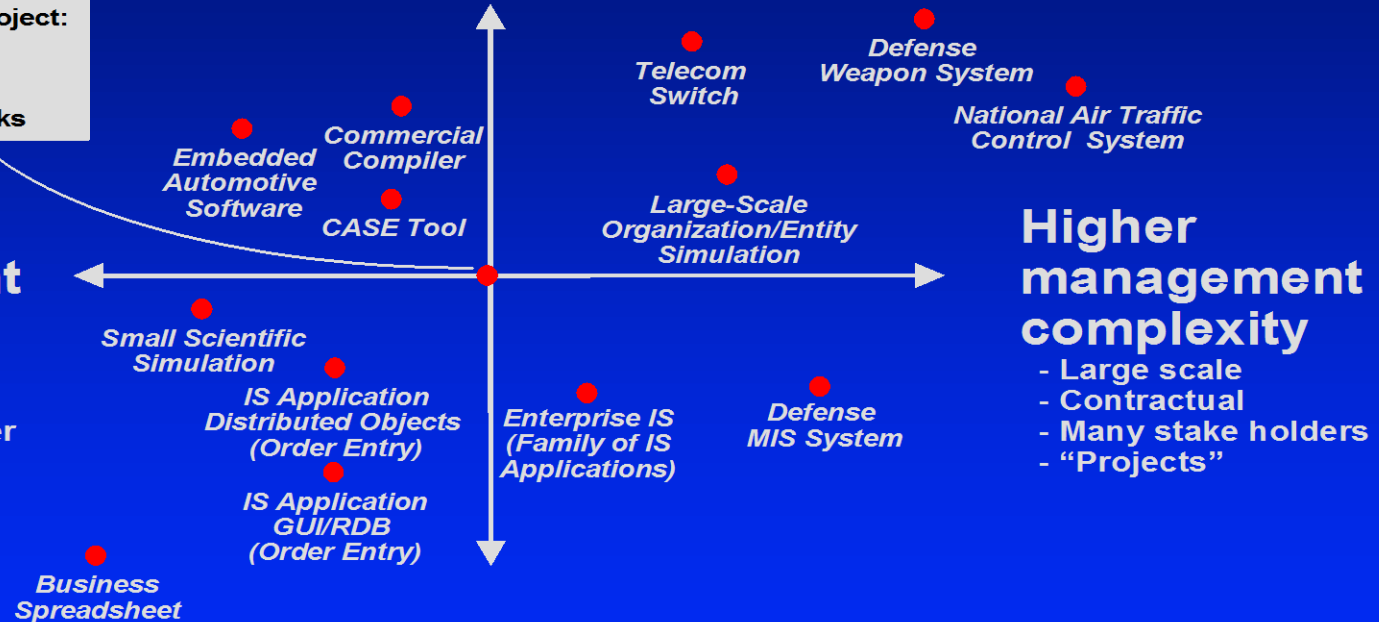 oject:
ks
Telecom
Switch
Defense
Weapon System
National Air Traffic
Control System
Embedded
Automotive
Software
Commercial
Compiler
CASE Tool
Large-Scale
Organization/Entity
Simulation
Higher
management
complexity
- Large scale
- Contractual
- Many stake holders
- “Projects”
t
Small Scientific
Simulation
IS Application
Distributed Objects
(Order Entry)
er
Enterprise IS
(Family of IS
Applications)
Defense
MIS System
IS Application
GUI/RDB
(Order Entry)
Business
Spreadsheet